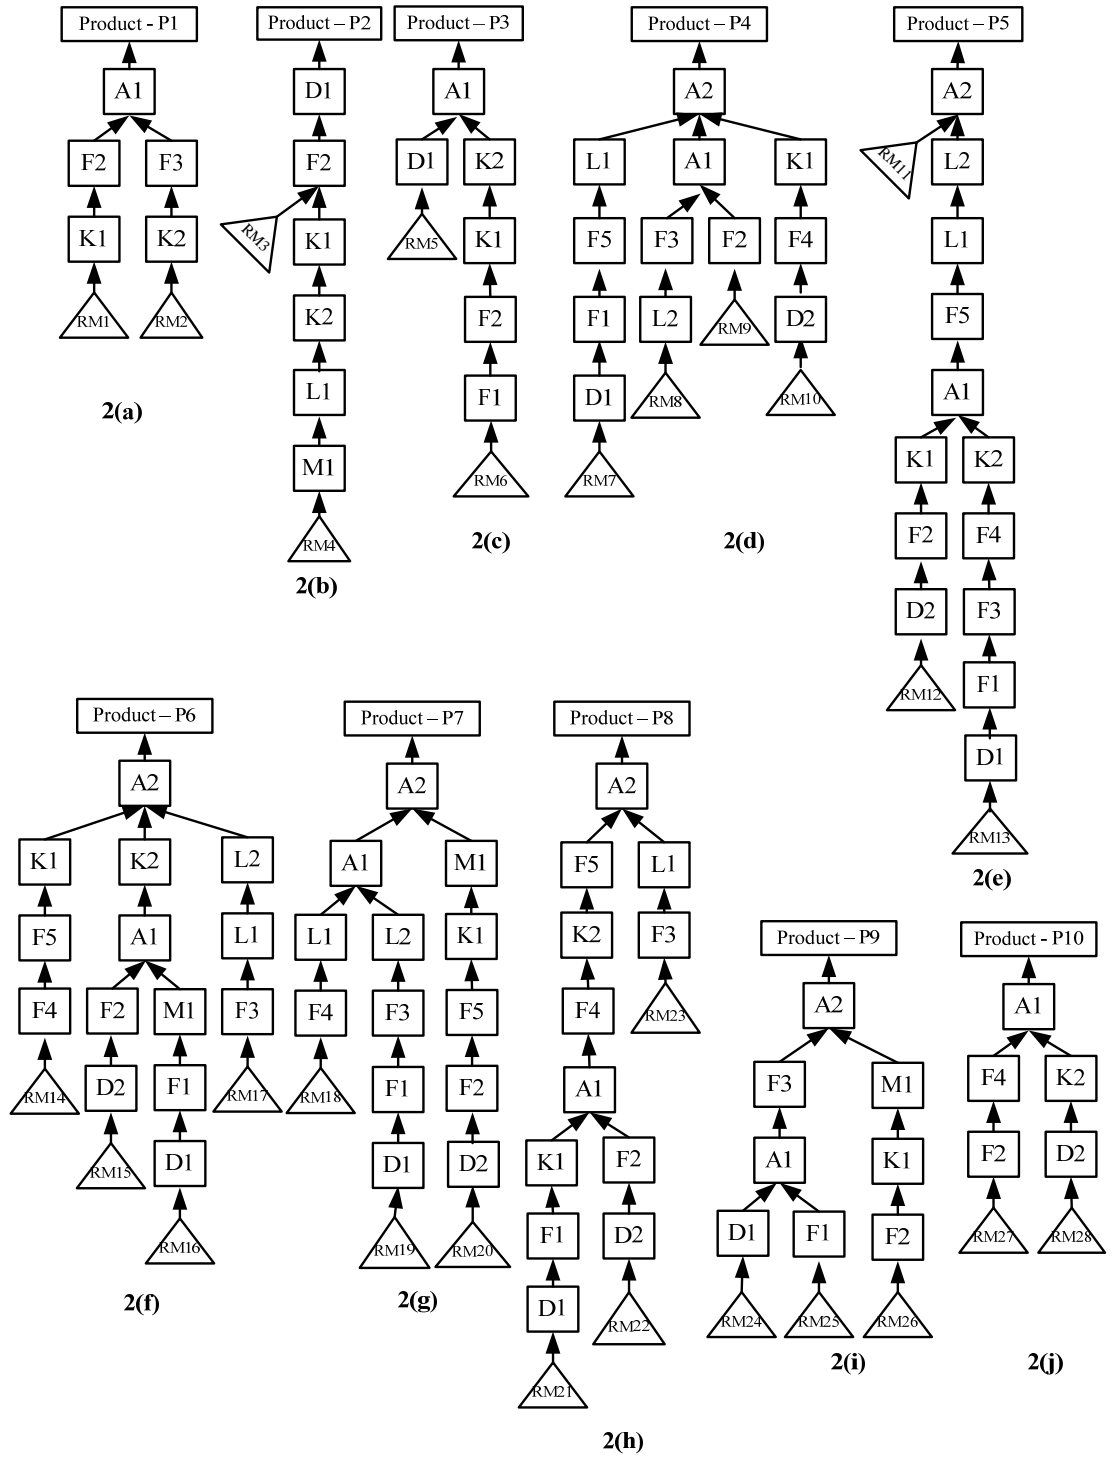 Product - P1
A1
F2 F3
K1 K2
RM1 RM2
2(a)
Product – P2
D1
F2
RM3 K1
K2
L1
M1
RM4
2(b)
Product – P3
A1
D1 K2
RM5 K1
F2
F1
RM6
2(c)
Product – P4
A2
L1 A1 K1
F5 F3 F2 F4
F1 L2 RM9 D2
D1 RM8 RM10
RM7
2(d)
Product – P5
A2
RM11 L2
L1
F5
A1
K1 K2
F2 F4
D2 F3
RM12 F1
D1
RM13
2(e)
Product – P6
A2
K1 K2 L2
F5 A1 L1
F4 F2 M1 F3
RM14 D2 F1 RM17
RM15 D1
RM16
2(f)
Product – P7
A2
A1 M1
L1 L2 K1
F4 F3 F5
RM18 F1 F2
D1 D2
RM19 RM20
2(g)
Product – P8
A2
F5 L1
K2 F3
F4 RM23
A1
K1 F2
F1 D2
D1 RM22
RM21
2(h)
Product – P9
A2
F3 M1
A1 K1
D1 F1 F2
RM24 RM25 RM26
2(i)
Product - P10
A1
F4 K2
F2 D2
RM27 RM28
2(j)